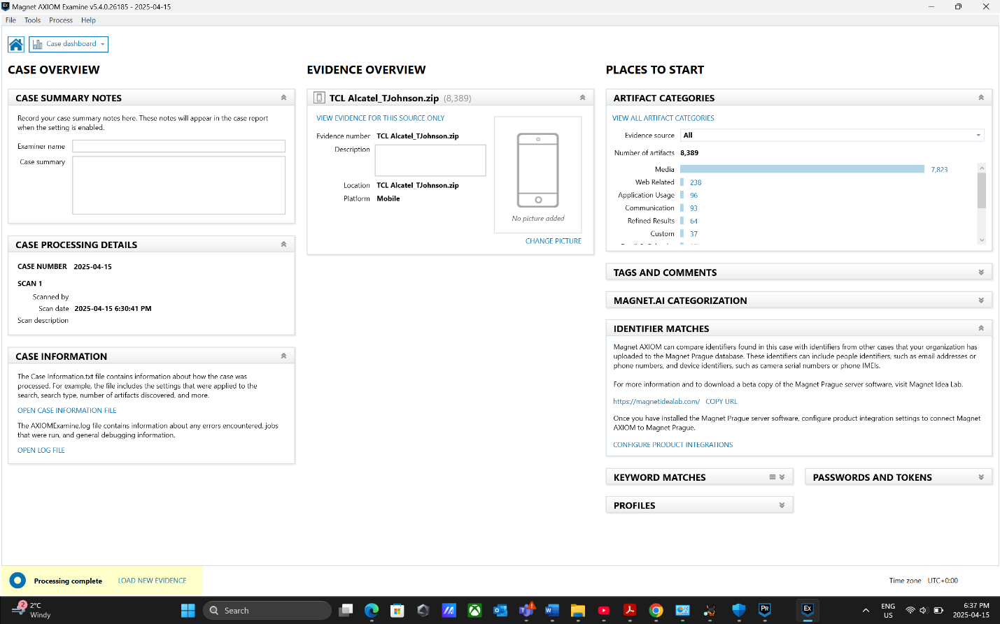 Magnet AXIOM Examine v5.4.0.26185 - 2025-04-15
File Tools Process Help
Case dashboard
CASE OVERVIEW
CASE SUMMARY NOTES
Record your case summary notes here. These notes will appear in the case report
when the setting is enabled.
Examiner name
Case summary
CASE PROCESSING DETAILS
CASE NUMBER 2025-04-15
SCAN 1
Scanned by
Scan date 2025-04-15 6:30:41 PM
Scan description
CASE INFORMATION
The Case Information.txt file contains information about how the case was
processed. For example, the file includes the settings that were applied to the
search, search type, number of artifacts discovered, and more.
OPEN CASE INFORMATION FILE
The AXIOMExamine.log file contains information about any errors encountered, jobs
that were run, and general debugging information.
OPEN LOG FILE
EVIDENCE OVERVIEW
TCL Alcatel_TJohnson.zip (8,389)
VIEW EVIDENCE FOR THIS SOURCE ONLY
Evidence number TCL Alcatel_TJohnson.zip
Description
Location TCL Alcatel_TJohnson.zip
Platform Mobile
No picture added
CHANGE PICTURE
PLACES TO START
ARTIFACT CATEGORIES
VIEW ALL ARTIFACT CATEGORIES
Evidence source All
Number of artifacts 8,389
Media 7,823
Web Related 238
Application Usage 96
Communication 93
Refined Results 64
Custom 37
TAGS AND COMMENTS
MAGNET.AI CATEGORIZATION
IDENTIFIER MATCHES
Magnet AXIOM can compare identifiers found in this case with identifiers from other cases that your organization has
uploaded to the Magnet Prague database. These identifiers can include people identifiers, such as email addresses or
phone numbers, and device identifiers, such as camera serial numbers or phone IMEIs.
For more information and to download a beta copy of the Magnet Prague server software, visit Magnet Idea Lab.
https://magnetidealab.com/ COPY URL
Once you have installed the Magnet Prague server software, configure product integration settings to connect Magnet
AXIOM to Magnet Prague.
CONFIGURE PRODUCT INTEGRATIONS
KEYWORD MATCHES
PASSWORDS AND TOKENS
PROFILES
Processing complete LOAD NEW EVIDENCE
Time zone UTC+0:00
2
2°C
Windy
Search
PR
EX
ENG
US
6:37 PM
2025-04-15